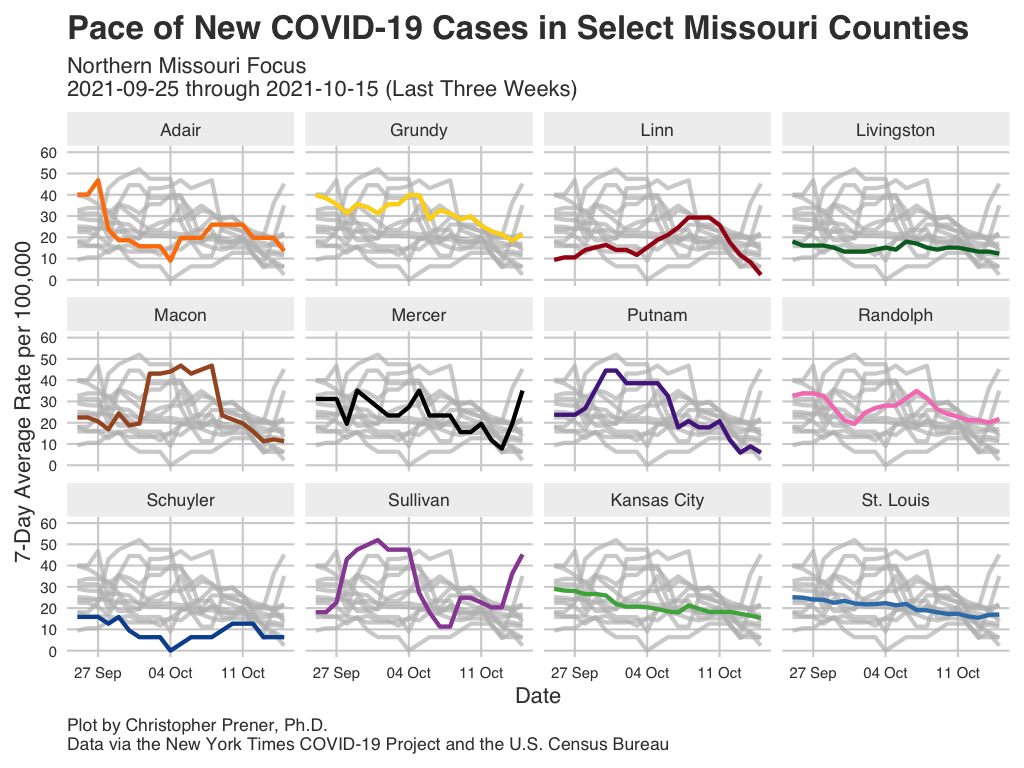 Pace of New COVID-19 Cases in Select Missouri Counties
Northern Missouri Focus
2021-09-25 through 2021-10-15 (Last Three Weeks)
Adair Grundy Linn Livingston
60
50
40
30
20
10
0
Macon Mercer Putnam Randolph
60
50
40
30
20
10
0
Schuyler Sullivan Kansas City St. Louis
60
50
40
30
20
10
0
7-Day Average Rate per 100,000
27 Sep 04 Oct 11 Oct 27 Sep 04 Oct 11 Oct 27 Sep 04 Oct 11 Oct 27 Sep 04 Oct 11 Oct
Date
Plot by Christopher Prener, Ph.D.
Data via the New York Times COVID-19 Project and the U.S. Census Bureau